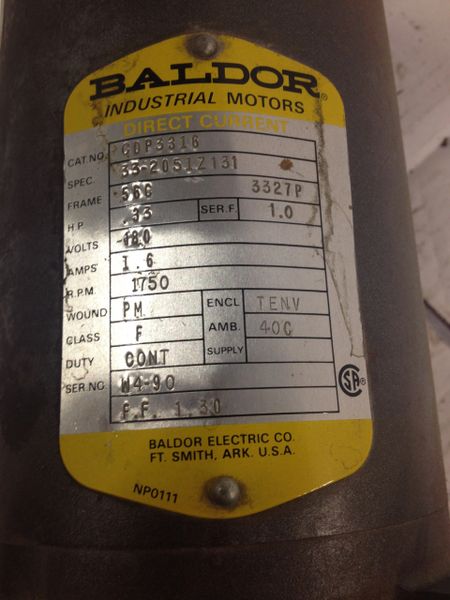 BALDOR®
INDUSTRIAL MOTORS
DIRECT CURRENT
CAT.NO. CDP3316
SPEC. 33-2051Z131
FRAME 56C 3327P
H.P. .33 SER.F. 1.0
VOLTS 180
AMPS 1.6
R.P.M. 1750
WOUND PM ENCL TENV
CLASS F AMB. 40C
DUTY CONT SUPPLY
SER NO. W4-90
F.F. 1.30
SA®
BALDOR ELECTRIC CO.
FT. SMITH, ARK. U.S.A.
NP0111